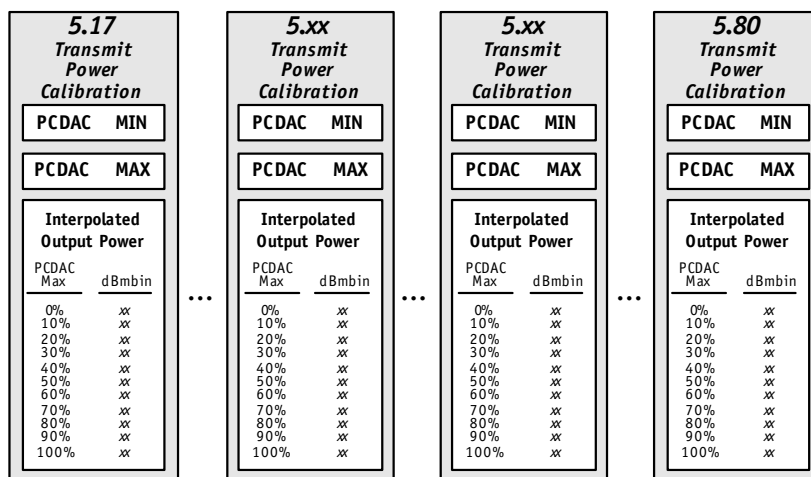 5.17
Transmit
Power
Calibration
PCDAC MIN
PCDAC MAX
Interpolated
Output Power
PCDAC
Max dBmbin
0% xx
10% xx
20% xx
30% xx
40% xx
50% xx
60% xx
70% xx
80% xx
90% xx
100% xx
...
5.xx
Transmit
Power
Calibration
PCDAC MIN
PCDAC MAX
Interpolated
Output Power
PCDAC
Max dBmbin
0% xx
10% xx
20% xx
30% xx
40% xx
50% xx
60% xx
70% xx
80% xx
90% xx
100% xx
...
5.xx
Transmit
Power
Calibration
PCDAC MIN
PCDAC MAX
Interpolated
Output Power
PCDAC
Max dBmbin
0% xx
10% xx
20% xx
30% xx
40% xx
50% xx
60% xx
70% xx
80% xx
90% xx
100% xx
...
5.80
Transmit
Power
Calibration
PCDAC MIN
PCDAC MAX
Interpolated
Output Power
PCDAC
Max dBmbin
0% xx
10% xx
20% xx
30% xx
40% xx
50% xx
60% xx
70% xx
80% xx
90% xx
100% xx